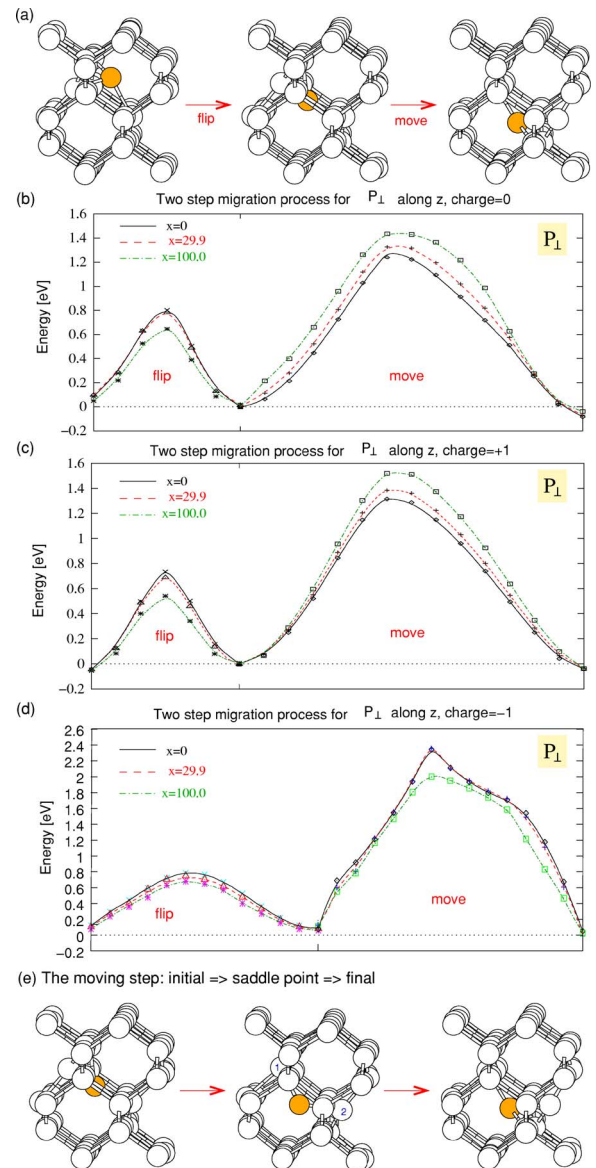 (a)
flip
move
(b)
Two step migration process for P⊥ along z, charge=0
1.6
1.4
1.2
1
0.8
0.6
0.4
0.2
0
−0.2
Energy [eV]
x=0
x=29.9
x=100.0
P⊥
flip
move
(c)
Two step migration process for P⊥ along z, charge=+1
1.6
1.4
1.2
1
0.8
0.6
0.4
0.2
0
−0.2
Energy [eV]
x=0
x=29.9
x=100.0
P⊥
flip
move
(d)
Two step migration process for P⊥ along z, charge=−1
2.6
2.4
2.2
2
1.8
1.6
1.4
1.2
1
0.8
0.6
0.4
0.2
0
−0.2
Energy [eV]
x=0
x=29.9
x=100.0
P⊥
flip
move
(e) The moving step: initial => saddle point => final
1
2